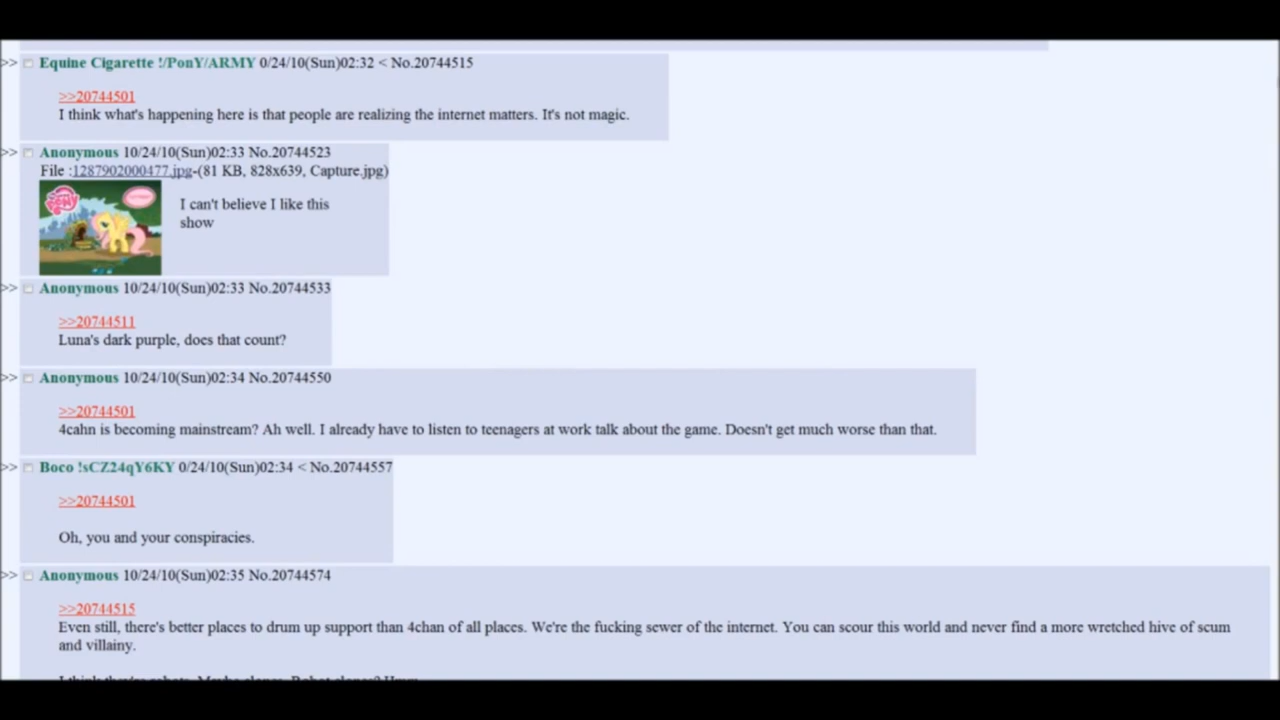 >> Equine Cigarette !/PonY/ARMY 0/24/10(Sun)02:32 < No.20744515
>>20744501
I think what's happening here is that people are realizing the internet matters. It's not magic.
>> Anonymous 10/24/10(Sun)02:33 No.20744523
File :1287902000477.jpg-(81 KB, 828x639, Capture.jpg)
PONY
I can't believe I like this
show
>> Anonymous 10/24/10(Sun)02:33 No.20744533
>>20744511
Luna's dark purple, does that count?
>> Anonymous 10/24/10(Sun)02:34 No.20744550
>>20744501
4cahn is becoming mainstream? Ah well. I already have to listen to teenagers at work talk about the game. Doesn't get much worse than that.
>> Boco !sCZ24qY6KY 0/24/10(Sun)02:34 < No.20744557
>>20744501
Oh, you and your conspiracies.
>> Anonymous 10/24/10(Sun)02:35 No.20744574
>>20744515
Even still, there's better places to drum up support than 4chan of all places. We're the fucking sewer of the internet. You can scour this world and never find a more wretched hive of scum
and villainy.